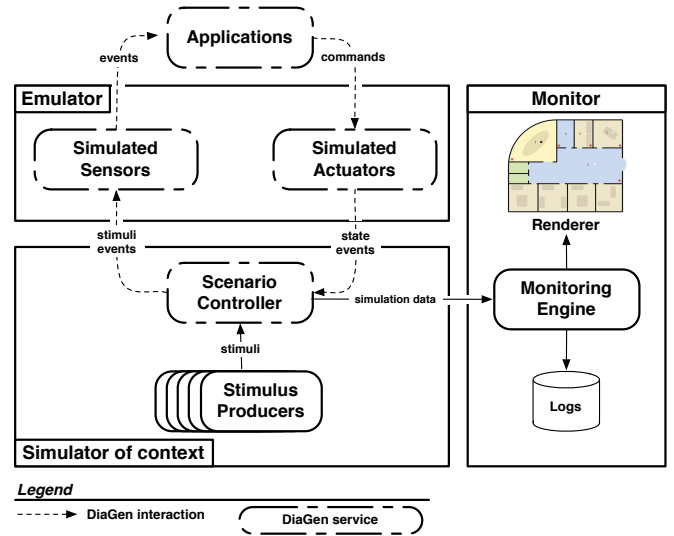 Applications
events
commands
Emulator
Monitor
Simulated
Sensors
Simulated
Actuators
Renderer
stimuli
events
state
events
Scenario
Controller
simulation data
Monitoring
Engine
stimuli
Stimulus
Producers
Logs
Simulator of context
Legend
DiaGen interaction
DiaGen service